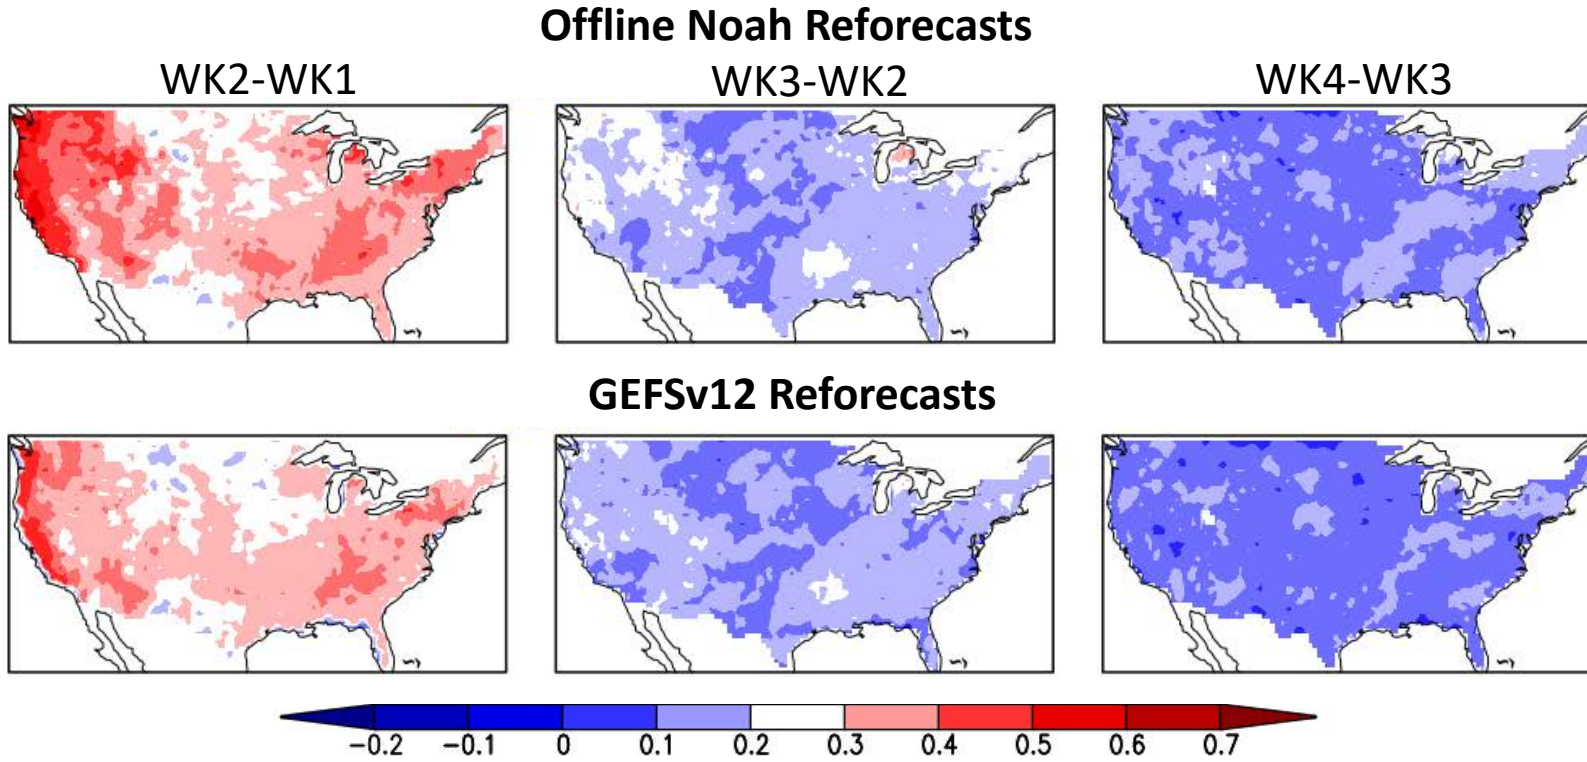 Offline Noah Reforecasts
WK2-WK1 WK3-WK2 WK4-WK3
GEFSv12 Reforecasts
-0.2 -0.1 0 0.1 0.2 0.3 0.4 0.5 0.6 0.7